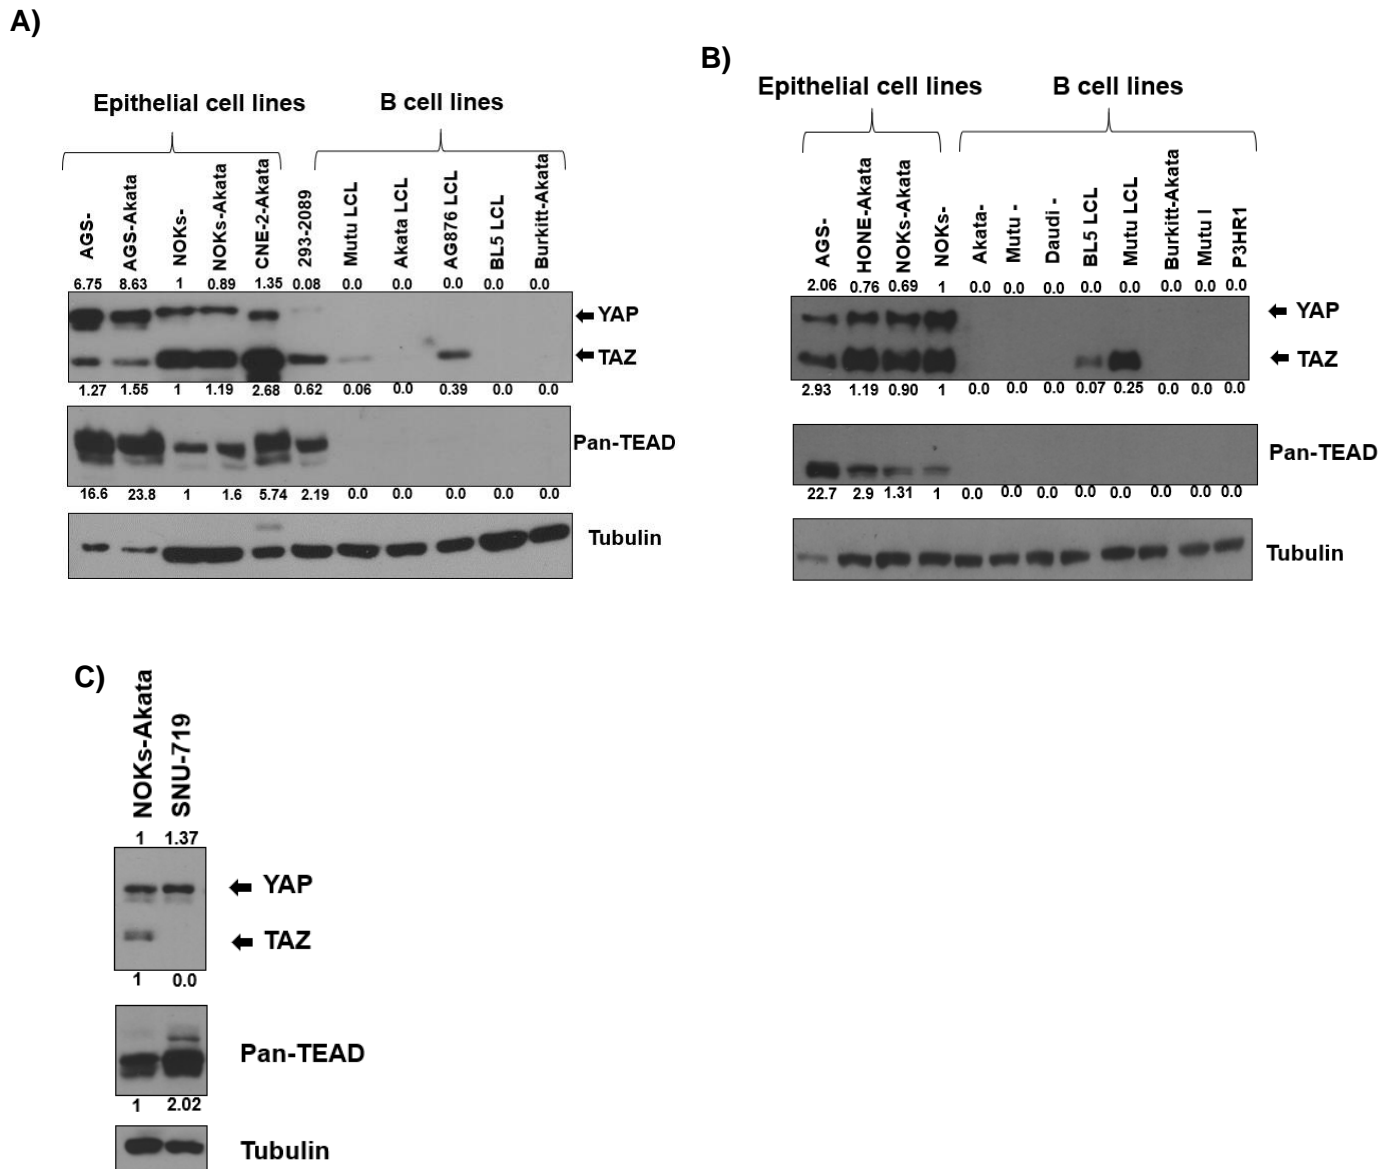 A)
Epithelial cell lines
B cell lines
AGS-
AGS-Akata
NOKs-
NOKs-Akata
CNE-2-Akata
293-2089
Mutu LCL
Akata LCL
AG876 LCL
BL5 LCL
Burkitt-Akata
6.75 8.63 1 0.89 1.35 0.08 0.0 0.0 0.0 0.0 0.0
YAP
TAZ
1.27 1.55 1 1.19 2.68 0.62 0.06 0.0 0.39 0.0 0.0
Pan-TEAD
16.6 23.8 1 1.6 5.74 2.19 0.0 0.0 0.0 0.0 0.0
Tubulin
B)
Epithelial cell lines
B cell lines
AGS-
HONE-Akata
NOKs-Akata
NOKs-
Akata-
Mutu -
Daudi -
BL5 LCL
Mutu LCL
Burkitt-Akata
Mutu I
P3HR1
2.06 0.76 0.69 1 0.0 0.0 0.0 0.0 0.0 0.0 0.0 0.0
YAP
TAZ
2.93 1.19 0.90 1 0.0 0.0 0.0 0.07 0.25 0.0 0.0 0.0
Pan-TEAD
22.7 2.9 1.31 1 0.0 0.0 0.0 0.0 0.0 0.0 0.0 0.0
Tubulin
C)
NOKs-Akata
SNU-719
1 1.37
YAP
TAZ
1 0.0
Pan-TEAD
1 2.02
Tubulin